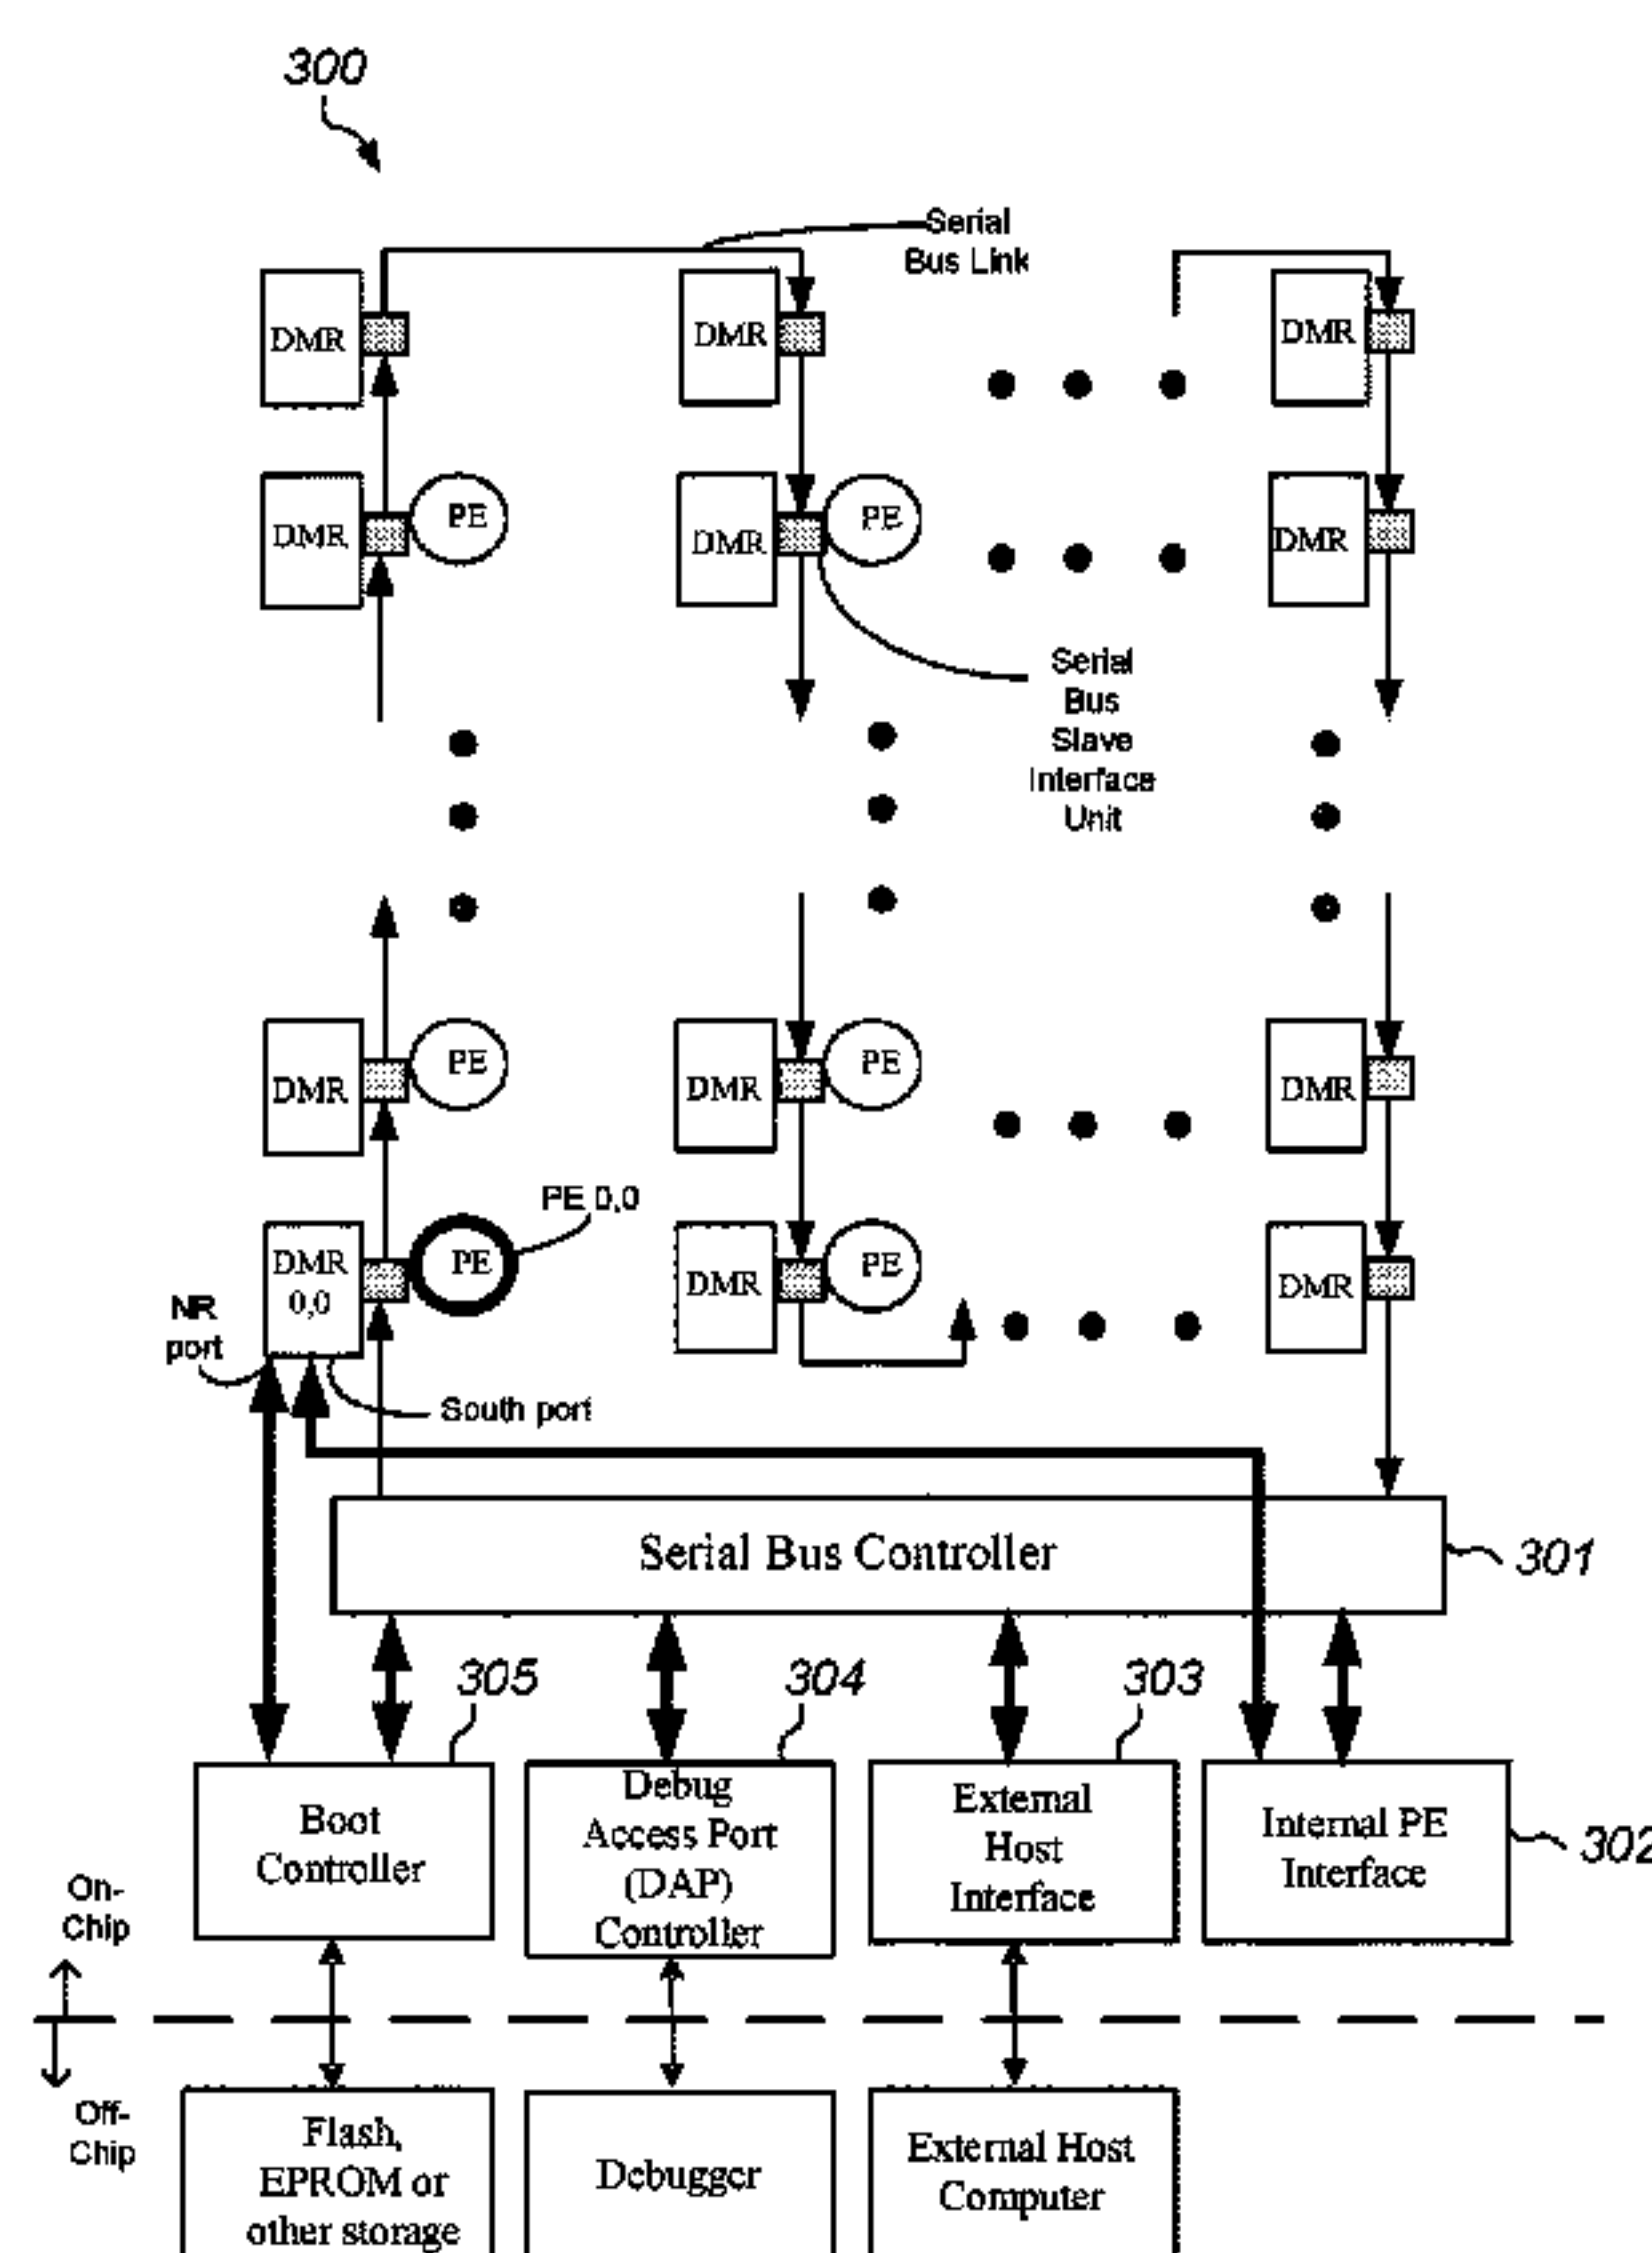 300
Serial
Bus Link
DMR
DMR
DMR
DMR
PE
DMR
PE
DMR
Serial
Bus
Slave
Interface
Unit
DMR
PE
DMR
PE
DMR
PE 0,0
DMR
0,0
PE
DMR
PE
DMR
NR
port
South port
Serial Bus Controller
301
305
304
303
Boot
Controller
Debug
Access Port
(DAP)
Controller
External
Host
Interface
Internal PE
Interface
302
On-
Chip
Off-
Chip
Flash,
EPROM or
other storage
Debugger
External Host
Computer